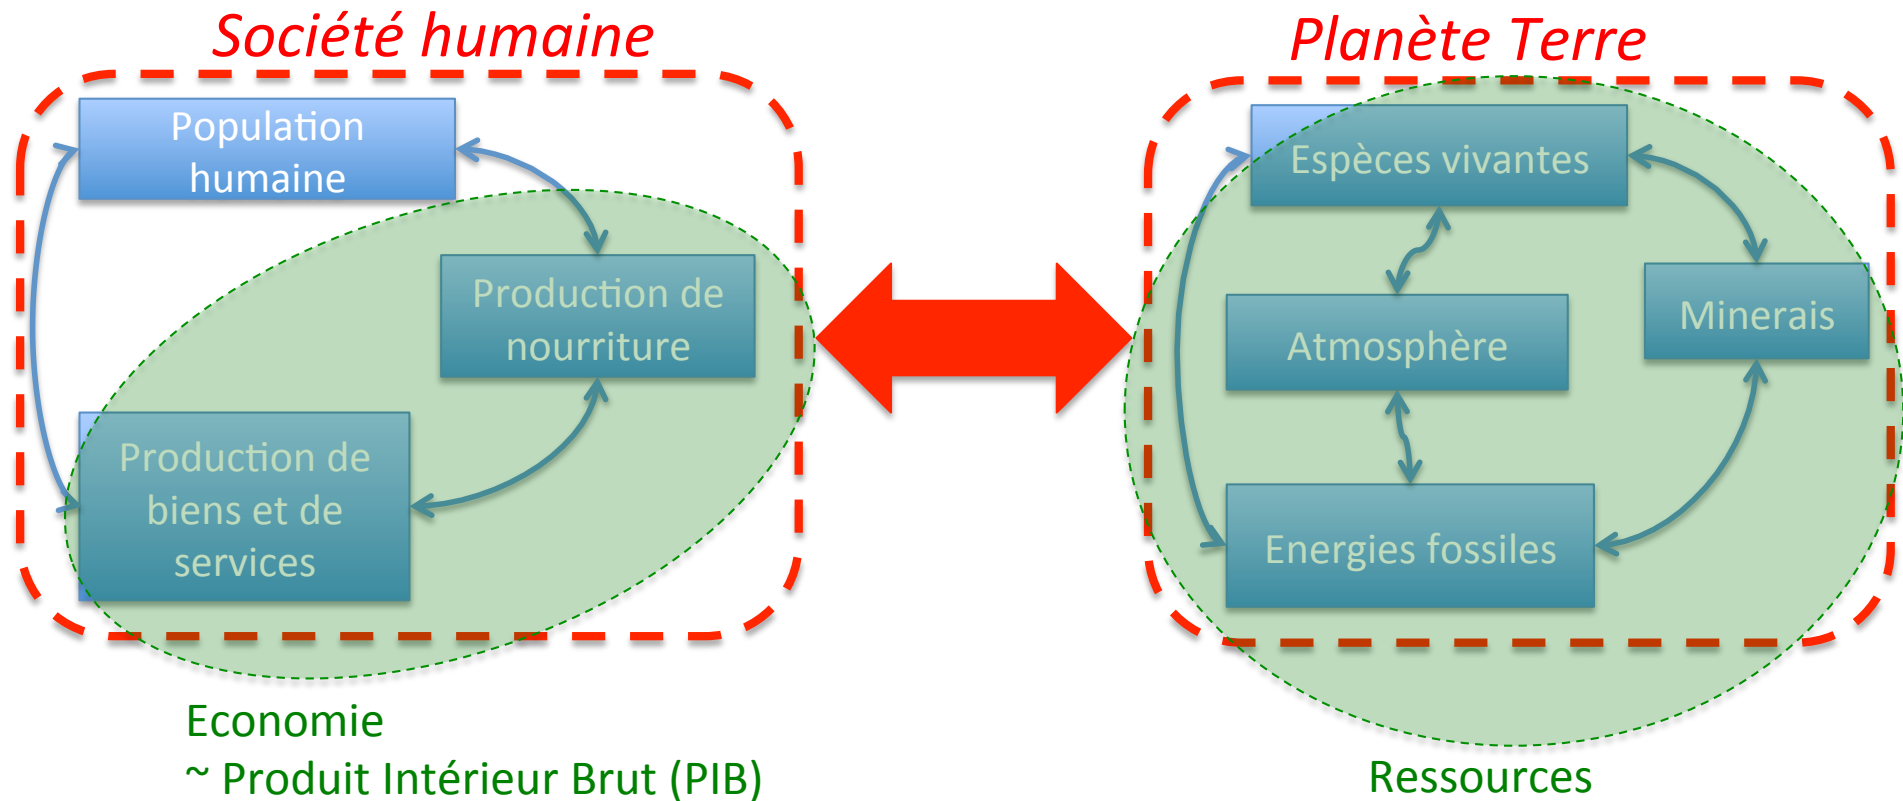 Société humaine
Population
humaine
Production de
nourriture
Production de
biens et de
services
Economie
~ Produit Intérieur Brut (PIB)
Planète Terre
Espèces vivantes
Minerais
Atmosphère
Energies fossiles
Ressources